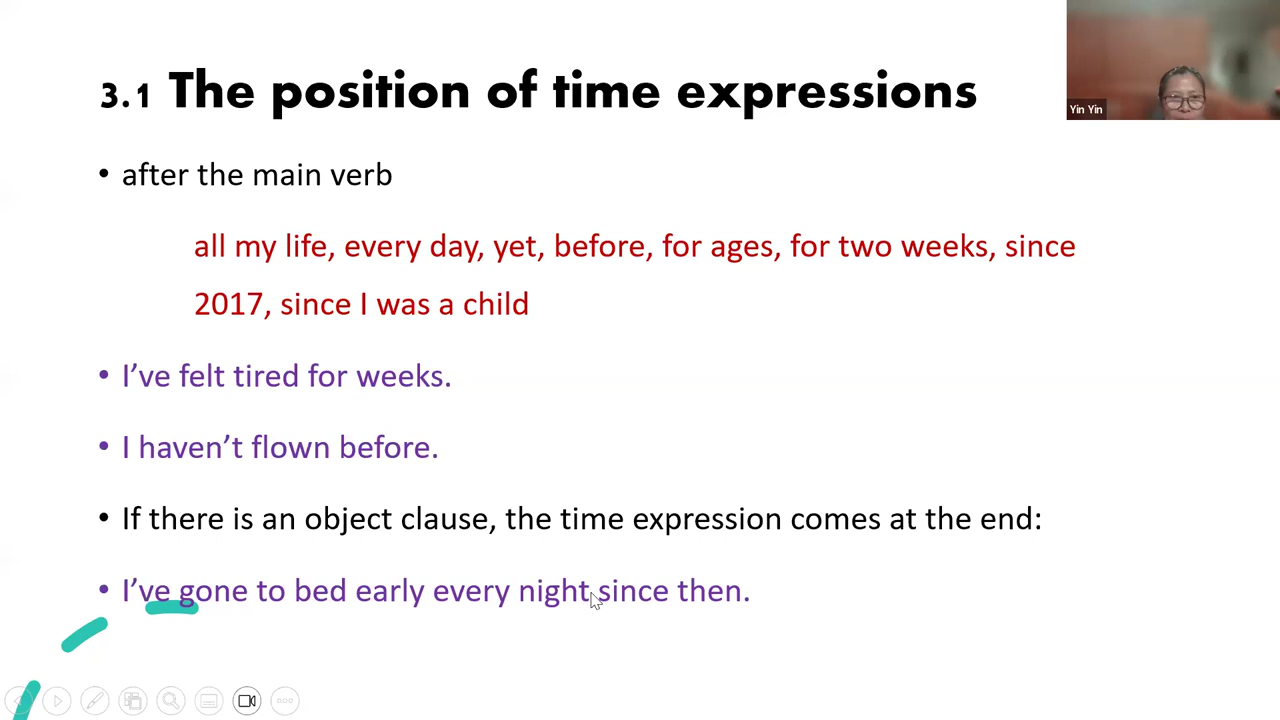 3.1 The position of time expressions
Yin Yin
• after the main verb
all my life, every day, yet, before, for ages, for two weeks, since
2017, since I was a child
• I’ve felt tired for weeks.
• I haven’t flown before.
• If there is an object clause, the time expression comes at the end:
• I’ve gone to bed early every night since then.